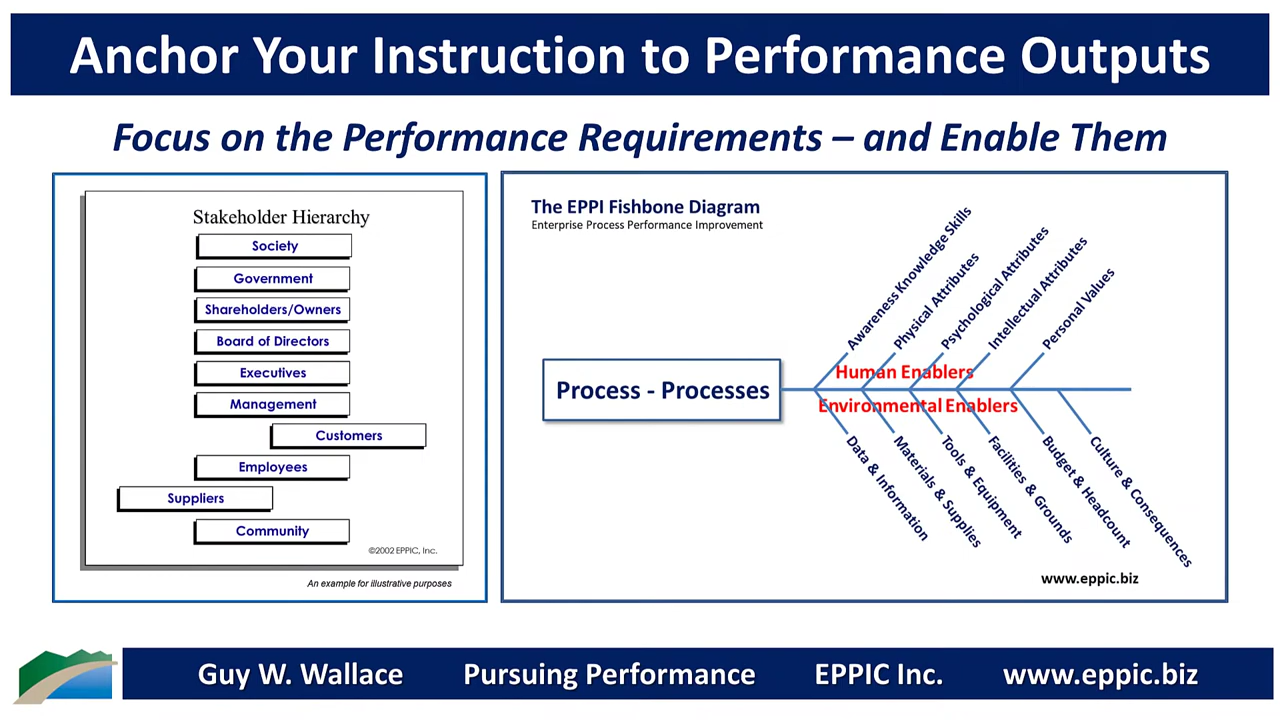 Anchor Your Instruction to Performance Outputs
Focus on the Performance Requirements – and Enable Them
Stakeholder Hierarchy
Society
Government
Shareholders/Owners
Board of Directors
Executives
Management
Customers
Employees
Suppliers
Community
©2002 EPPIC, Inc.
An example for illustrative purposes
The EPPI Fishbone Diagram
Enterprise Process Performance Improvement
Process - Processes
Awareness Knowledge Skills
Physical Attributes
Psychological Attributes
Intellectual Attributes
Personal Values
Human Enablers
Environmental Enablers
Data & Information
Materials & Supplies
Tools & Equipment
Facilities & Grounds
Budget & Headcount
Culture & Consequences
www.eppic.biz
Guy W. Wallace Pursuing Performance EPPIC Inc. www.eppic.biz